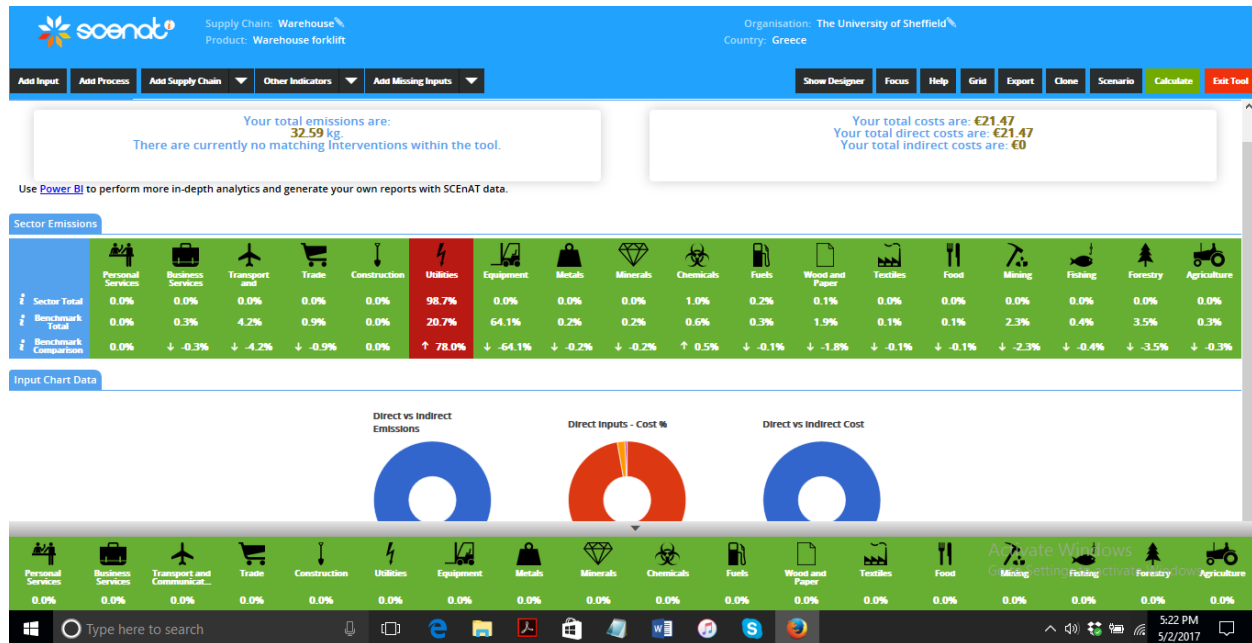 scenat
Supply Chain: Warehouse
Product: Warehouse forklift
Organisation: The University of Sheffield
Country: Greece
Add Input Add Process Add Supply Chain Other Indicators Add Missing Inputs Show Designer Focus Help Grid Export Clone Scenario Calculate Exit Tool
Your total emissions are:
32.59 kg.
There are currently no matching Interventions within the tool.
Your total costs are: €21.47
Your total direct costs are: €21.47
Your total indirect costs are: €0
Use Power BI to perform more in-depth analytics and generate your own reports with SCEnAT data.
Sector Emissions
Personal Services Business Services Transport and Trade Construction Utilities Equipment Metals Minerals Chemicals Fuels Wood and Paper Textiles Food Mining Fishing Forestry Agriculture
i Sector Total 0.0% 0.0% 0.0% 0.0% 0.0% 98.7% 0.0% 0.0% 0.0% 1.0% 0.2% 0.1% 0.0% 0.0% 0.0% 0.0% 0.0% 0.0%
i Benchmark Total 0.0% 0.3% 4.2% 0.9% 0.0% 20.7% 64.1% 0.2% 0.2% 0.6% 0.3% 1.9% 0.1% 0.1% 2.3% 0.4% 3.5% 0.3%
i Benchmark Comparison 0.0% ↓ -0.3% ↓ -4.2% ↓ -0.9% 0.0% ↑ 78.0% ↓ -64.1% ↓ -0.2% ↓ -0.2% ↑ 0.5% ↓ -0.1% ↓ -1.8% ↓ -0.1% ↓ -0.1% ↓ -2.3% ↓ -0.4% ↓ -3.5% ↓ -0.3%
Input Chart Data
Direct vs Indirect
Emissions
Direct Inputs - Cost %
Direct vs Indirect Cost
Activate Windows
Personal Services Business Services Transport and Communicat... Trade Construction Utilities Equipment Metals Minerals Chemicals Fuels Wood and Paper Textiles Food Mining Fishing Forestry Agriculture
0.0% 0.0% 0.0% 0.0% 0.0% 0.0% 0.0% 0.0% 0.0% 0.0% 0.0% 0.0% 0.0% 0.0% 0.0% 0.0% 0.0% 0.0%
Type here to search
5:22 PM
5/2/2017